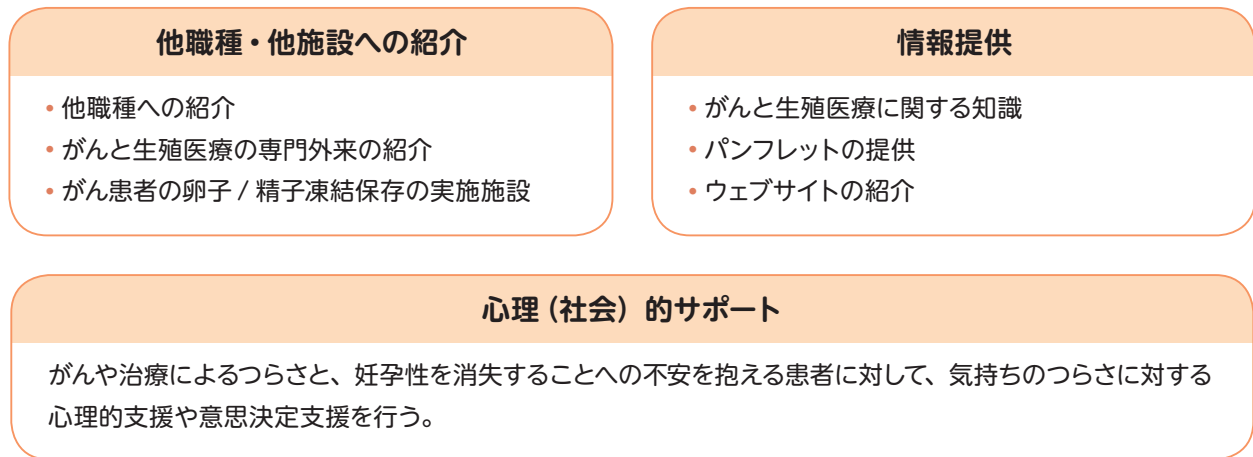 他職種・他施設への紹介
• 他職種への紹介
• がんと生殖医療の専門外来の紹介
• がん患者の卵子 / 精子凍結保存の実施施設
情報提供
• がんと生殖医療に関する知識
• パンフレットの提供
• ウェブサイトの紹介
心理（社会）的サポート
がんや治療によるつらさと、妊孕性を消失することへの不安を抱える患者に対して、気持ちのつらさに対する
心理的支援や意思決定支援を行う。